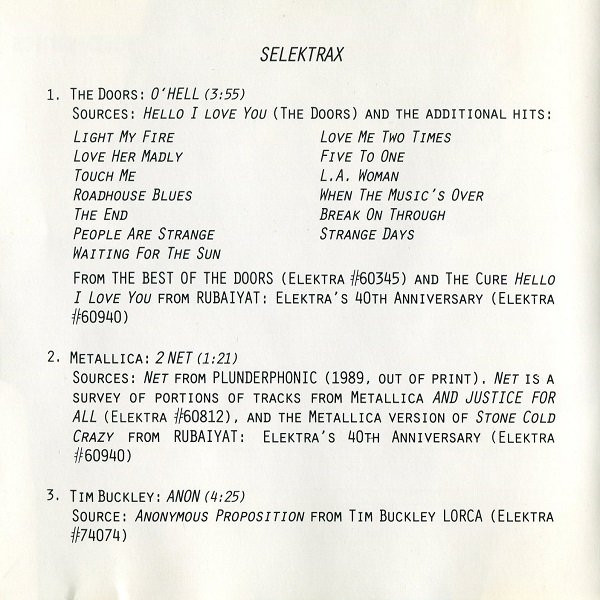 SELEKTRAX
1. THE DOORS: O'HELL (3:55)
SOURCES: HELLO I LOVE YOU (THE DOORS) AND THE ADDITIONAL HITS:
LIGHT MY FIRE LOVE ME TWO TIMES
LOVE HER MADLY FIVE TO ONE
TOUCH ME L.A. WOMAN
ROADHOUSE BLUES WHEN THE MUSIC'S OVER
THE END BREAK ON THROUGH
PEOPLE ARE STRANGE STRANGE DAYS
WAITING FOR THE SUN
FROM THE BEST OF THE DOORS (ELEKTRA #60345) AND THE CURE HELLO
I LOVE YOU FROM RUBAIYAT: ELEKTRA'S 40TH ANNIVERSARY (ELEKTRA
#60940)
2. METALLICA: 2 NET (1:21)
SOURCES: NET FROM PLUNDERPHONIC (1989, OUT OF PRINT). NET IS A
SURVEY OF PORTIONS OF TRACKS FROM METALLICA AND JUSTICE FOR
ALL (ELEKTRA #60812), AND THE METALLICA VERSION OF STONE COLD
CRAZY FROM RUBAIYAT: ELEKTRA'S 40TH ANNIVERSARY (ELEKTRA
#60940)
3. TIM BUCKLEY: ANON (4:25)
SOURCE: ANONYMOUS PROPOSITION FROM TIM BUCKLEY LORCA (ELEKTRA
#74074)